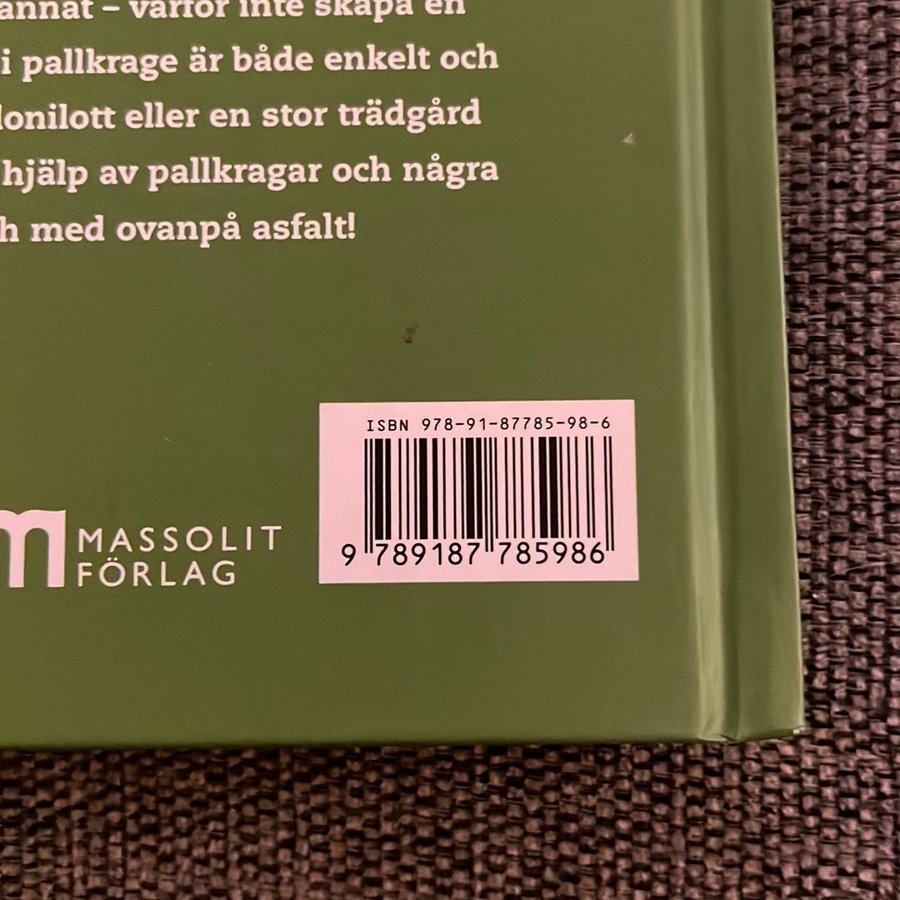 annat – varför inte skapa en
i pallkrage är både enkelt och
lonilott eller en stor trädgård
hjälp av pallkragar och några
h med ovanpå asfalt!
ISBN 978-91-87785-98-6
9 789187 785986
m MASSOLIT
FÖRLAG